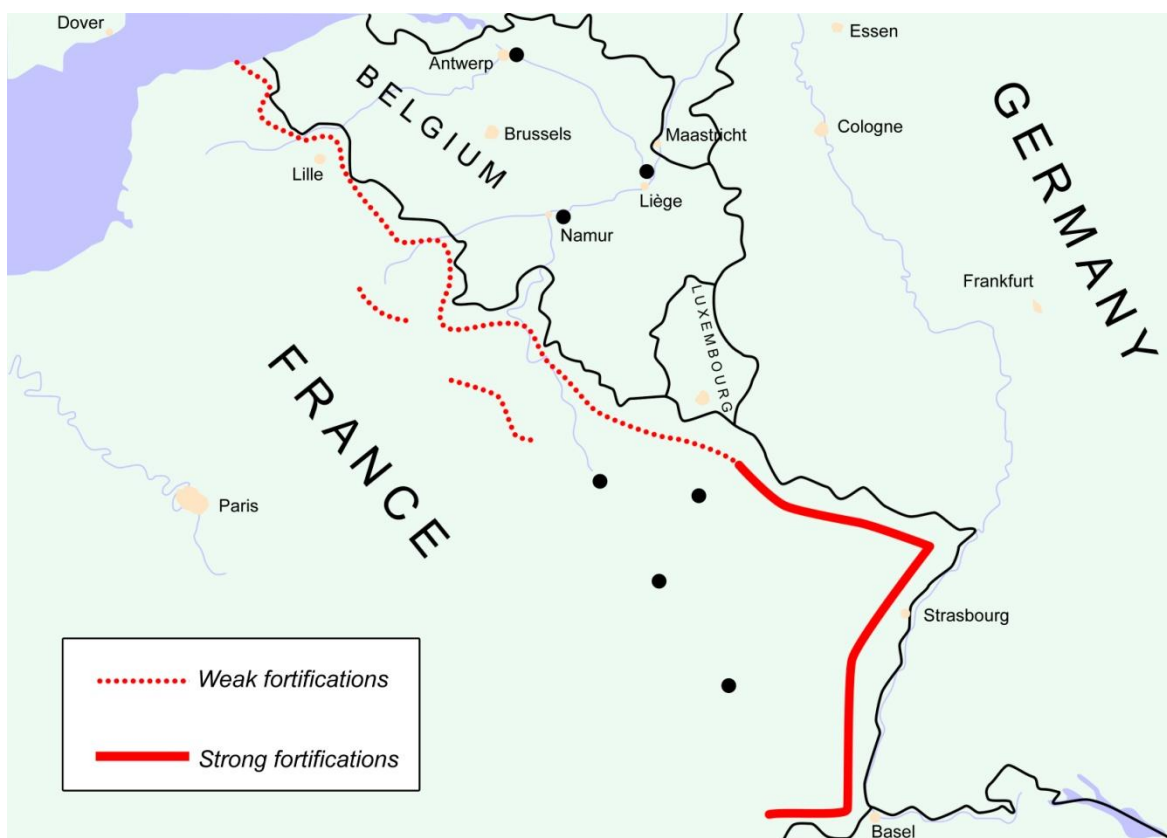 Dover
Essen
Antwerp
BELGIUM
GERMANY
Cologne
Brussels
Maastricht
Lille
Liège
Namur
Frankfurt
LUXEMBOURG
FRANCE
Paris
Strasbourg
Weak fortifications
Strong fortifications
Basel